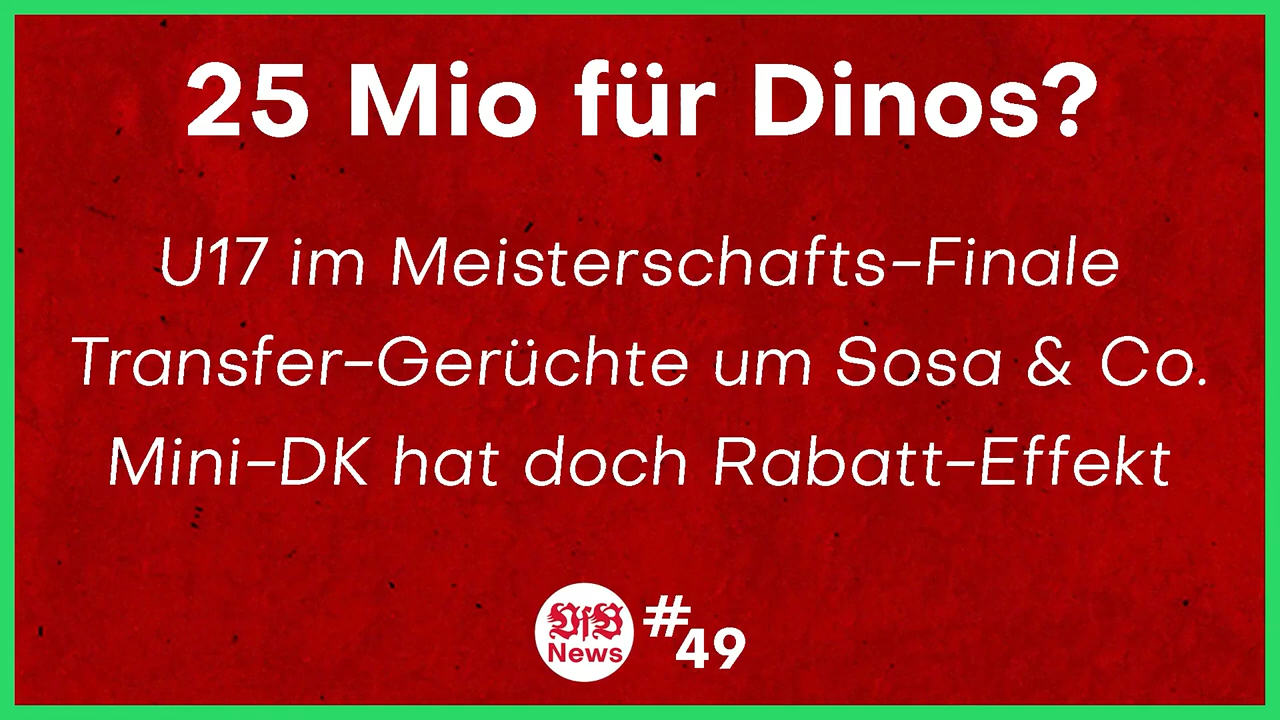 25 Mio für Dinos?
U17 im Meisterschafts-Finale
Transfer-Gerüchte um Sosa & Co.
Mini-DK hat doch Rabatt-Effekt
VfB
News
#49